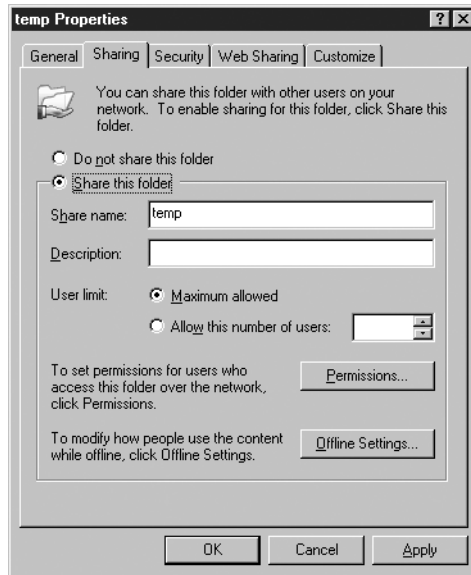 temp Properties
? X
General Sharing Security Web Sharing Customize
You can share this folder with other users on your
network. To enable sharing for this folder, click Share this
folder.
Do not share this folder
Share this folder
Share name: temp
Description:
User limit: Maximum allowed
Allow this number of users:
To set permissions for users who
access this folder over the network,
click Permissions.
Permissions...
To modify how people use the content
while offline, click Offline Settings.
Offline Settings...
OK Cancel Apply